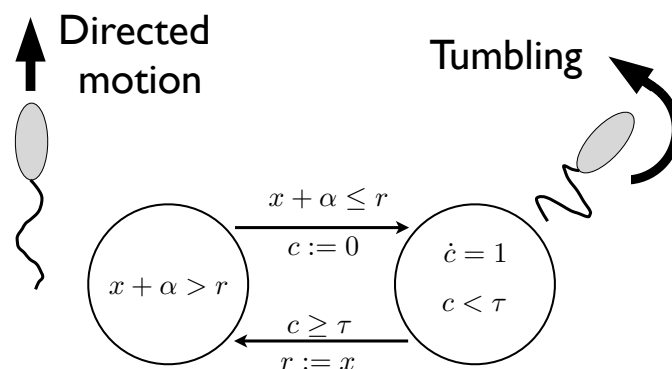 Directed
motion
Tumbling
x + α ≤ r
c := 0
x + α > r
ċ = 1
c < τ
c ≥ τ
r := x